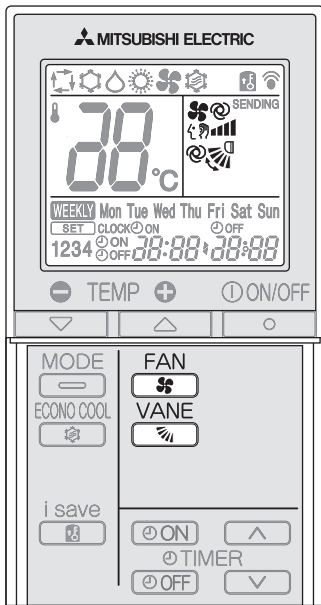 MITSUBISHI ELECTRIC
SENDING
88°C
WEEKLY Mon Tue Wed Thu Fri Sat Sun
SET CLOCK ON OFF
1234 ON 88:88 88:88
OFF
TEMP ON/OFF
MODE FAN
ECONO COOL VANE
i save
ON
TIMER
OFF